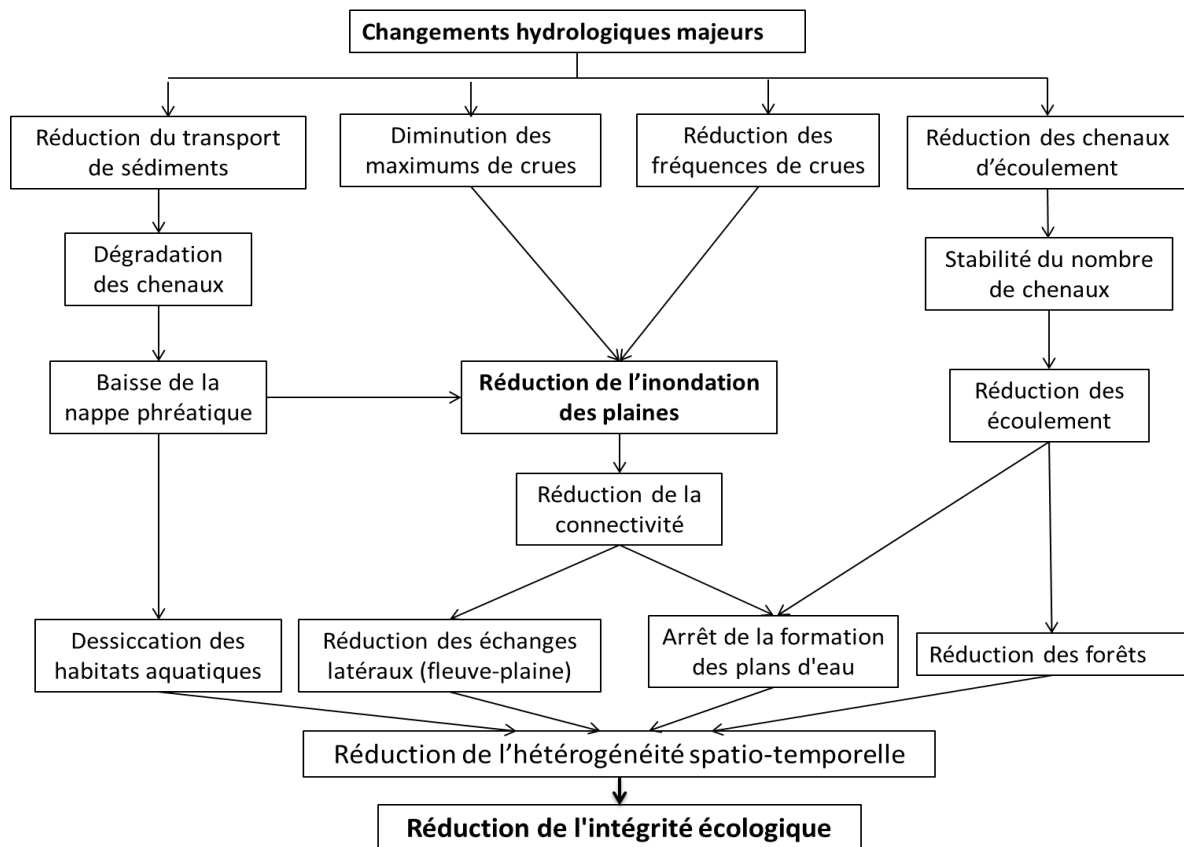 Changements hydrologiques majeurs
Réduction du transport
de sédiments
Diminution des
maximums de crues
Réduction des
fréquences de crues
Réduction des chenaux
d’écoulement
Dégradation
des chenaux
Stabilité du nombre
de chenaux
Baisse de la
nappe phréatique
Réduction de l’inondation
des plaines
Réduction des
écoulement
Réduction de la
connectivité
Dessiccation des
habitats aquatiques
Réduction des échanges
latéraux (fleuve-plaine)
Arrêt de la formation
des plans d'eau
Réduction des forêts
Réduction de l’hétérogénéité spatio-temporelle
Réduction de l'intégrité écologique